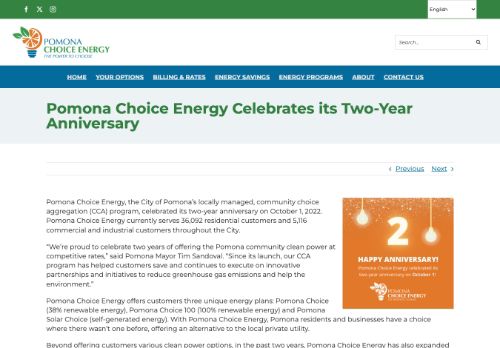 English
POMONA
CHOICE ENERGY
THE POWER TO CHOOSE
Search...
HOME YOUR OPTIONS BILLING & RATES ENERGY SAVINGS ENERGY PROGRAMS ABOUT CONTACT US
Pomona Choice Energy Celebrates its Two-Year
Anniversary
Previous Next
Pomona Choice Energy, the City of Pomona's locally managed, community choice
aggregation (CCA) program, celebrated its two-year anniversary on October 1, 2022.
Pomona Choice Energy currently serves 36,092 residential customers and 5,116
commercial and industrial customers throughout the City.
"We're proud to celebrate two years of offering the Pomona community clean power at
competitive rates," said Pomona Mayor Tim Sandoval. "Since its launch, our CCA
program has helped customers save and continues to execute on innovative
partnerships and initiatives to reduce greenhouse gas emissions and help the
environment."
2
HAPPY ANNIVERSARY!
Pomona Choice Energy celebrated its
two year anniversary on October 1!
POMONA
CHOICE ENERGY
Pomona Choice Energy offers customers three unique energy plans: Pomona Choice
(38% renewable energy), Pomona Choice 100 (100% renewable energy) and Pomona
Solar Choice (self-generated energy). With Pomona Choice Energy, Pomona residents and businesses have a choice
where there wasn't one before, offering an alternative to the local private utility.
Beyond offering customers various clean power options, in the past two years, Pomona Choice Energy has also expanded